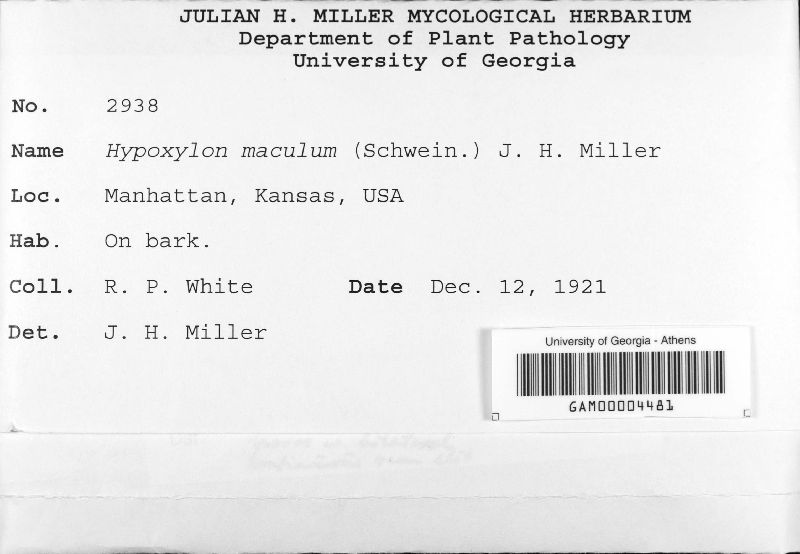 JULIAN H. MILLER MYCOLOGICAL HERBARIUM
Department of Plant Pathology
University of Georgia
No. 2938
Name Hypoxylon maculum (Schwein.) J. H. Miller
Loc. Manhattan, Kansas, USA
Hab. On bark.
Coll. R. P. White Date Dec. 12, 1921
Det. J. H. Miller
University of Georgia - Athens
GAM00004481